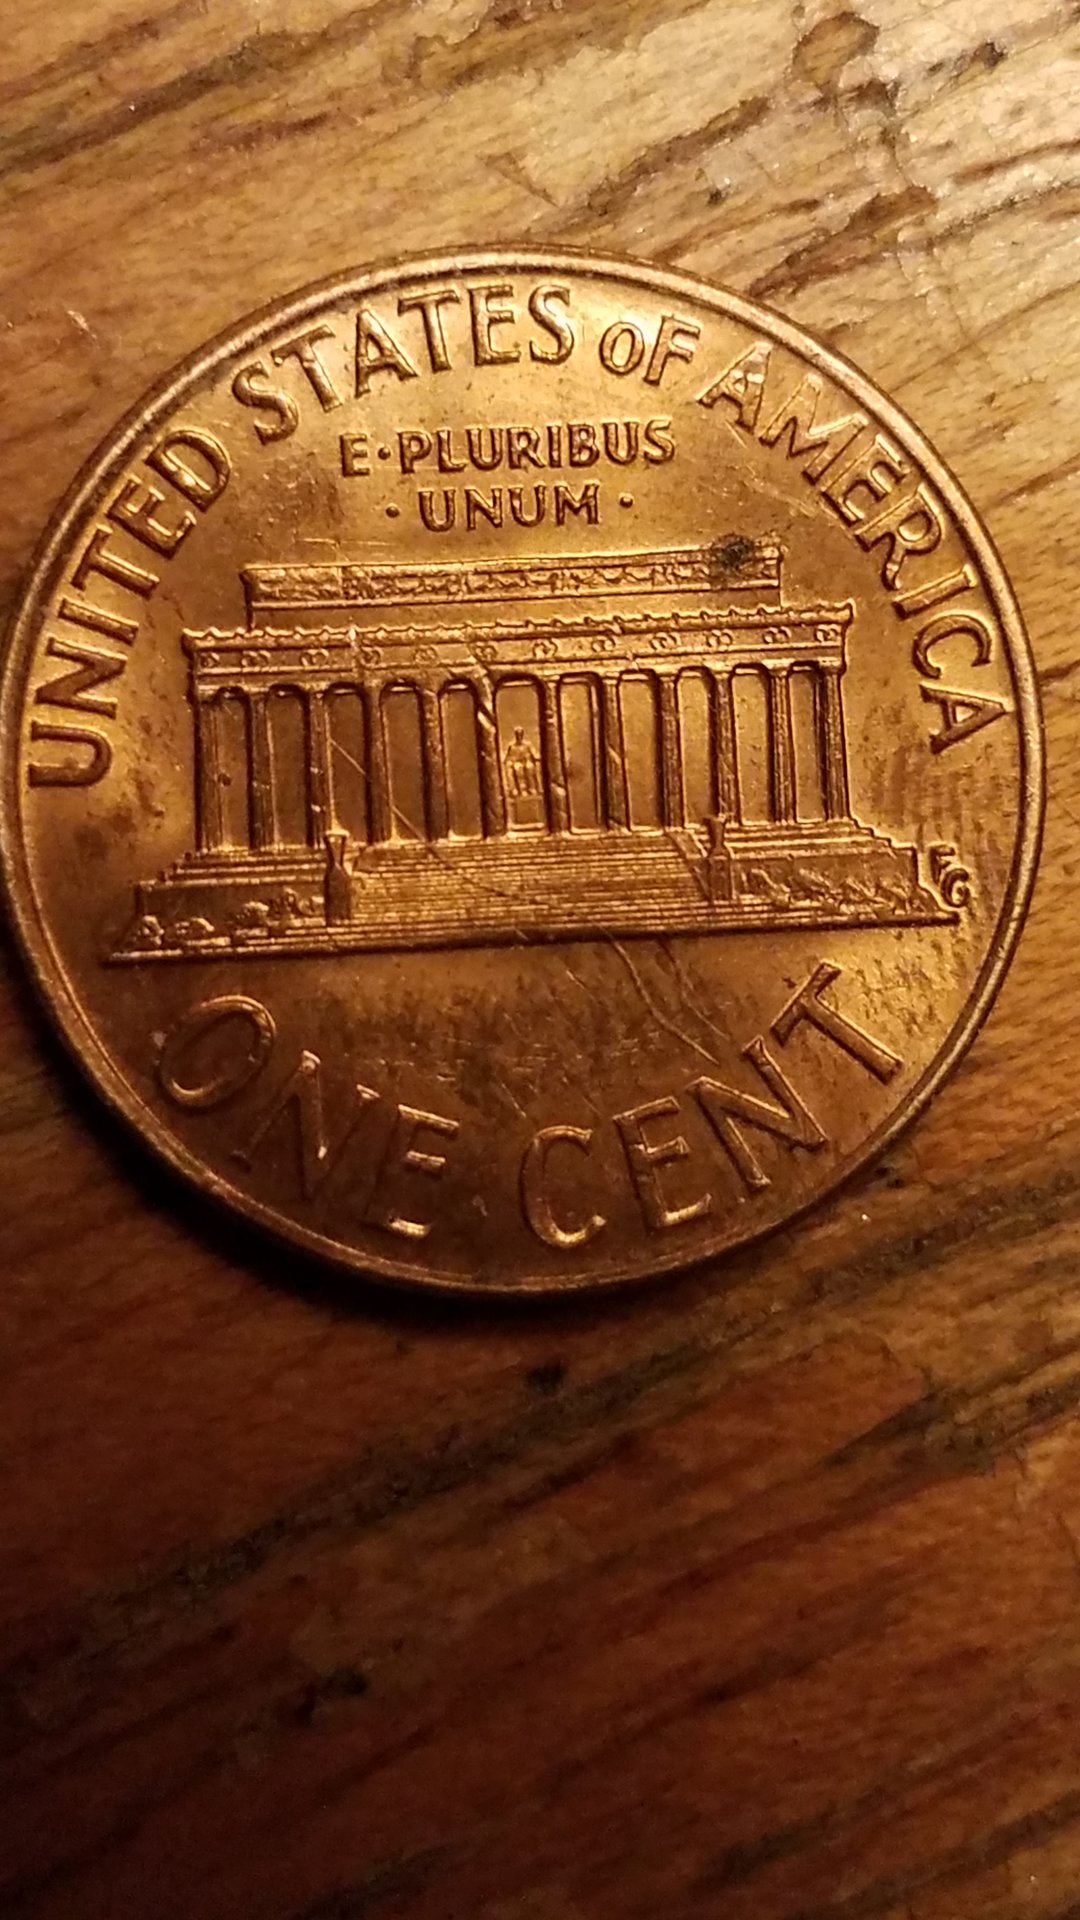 UNITED STATES OF AMERICA
E·PLURIBUS
·UNUM·
FG
ONE CENT